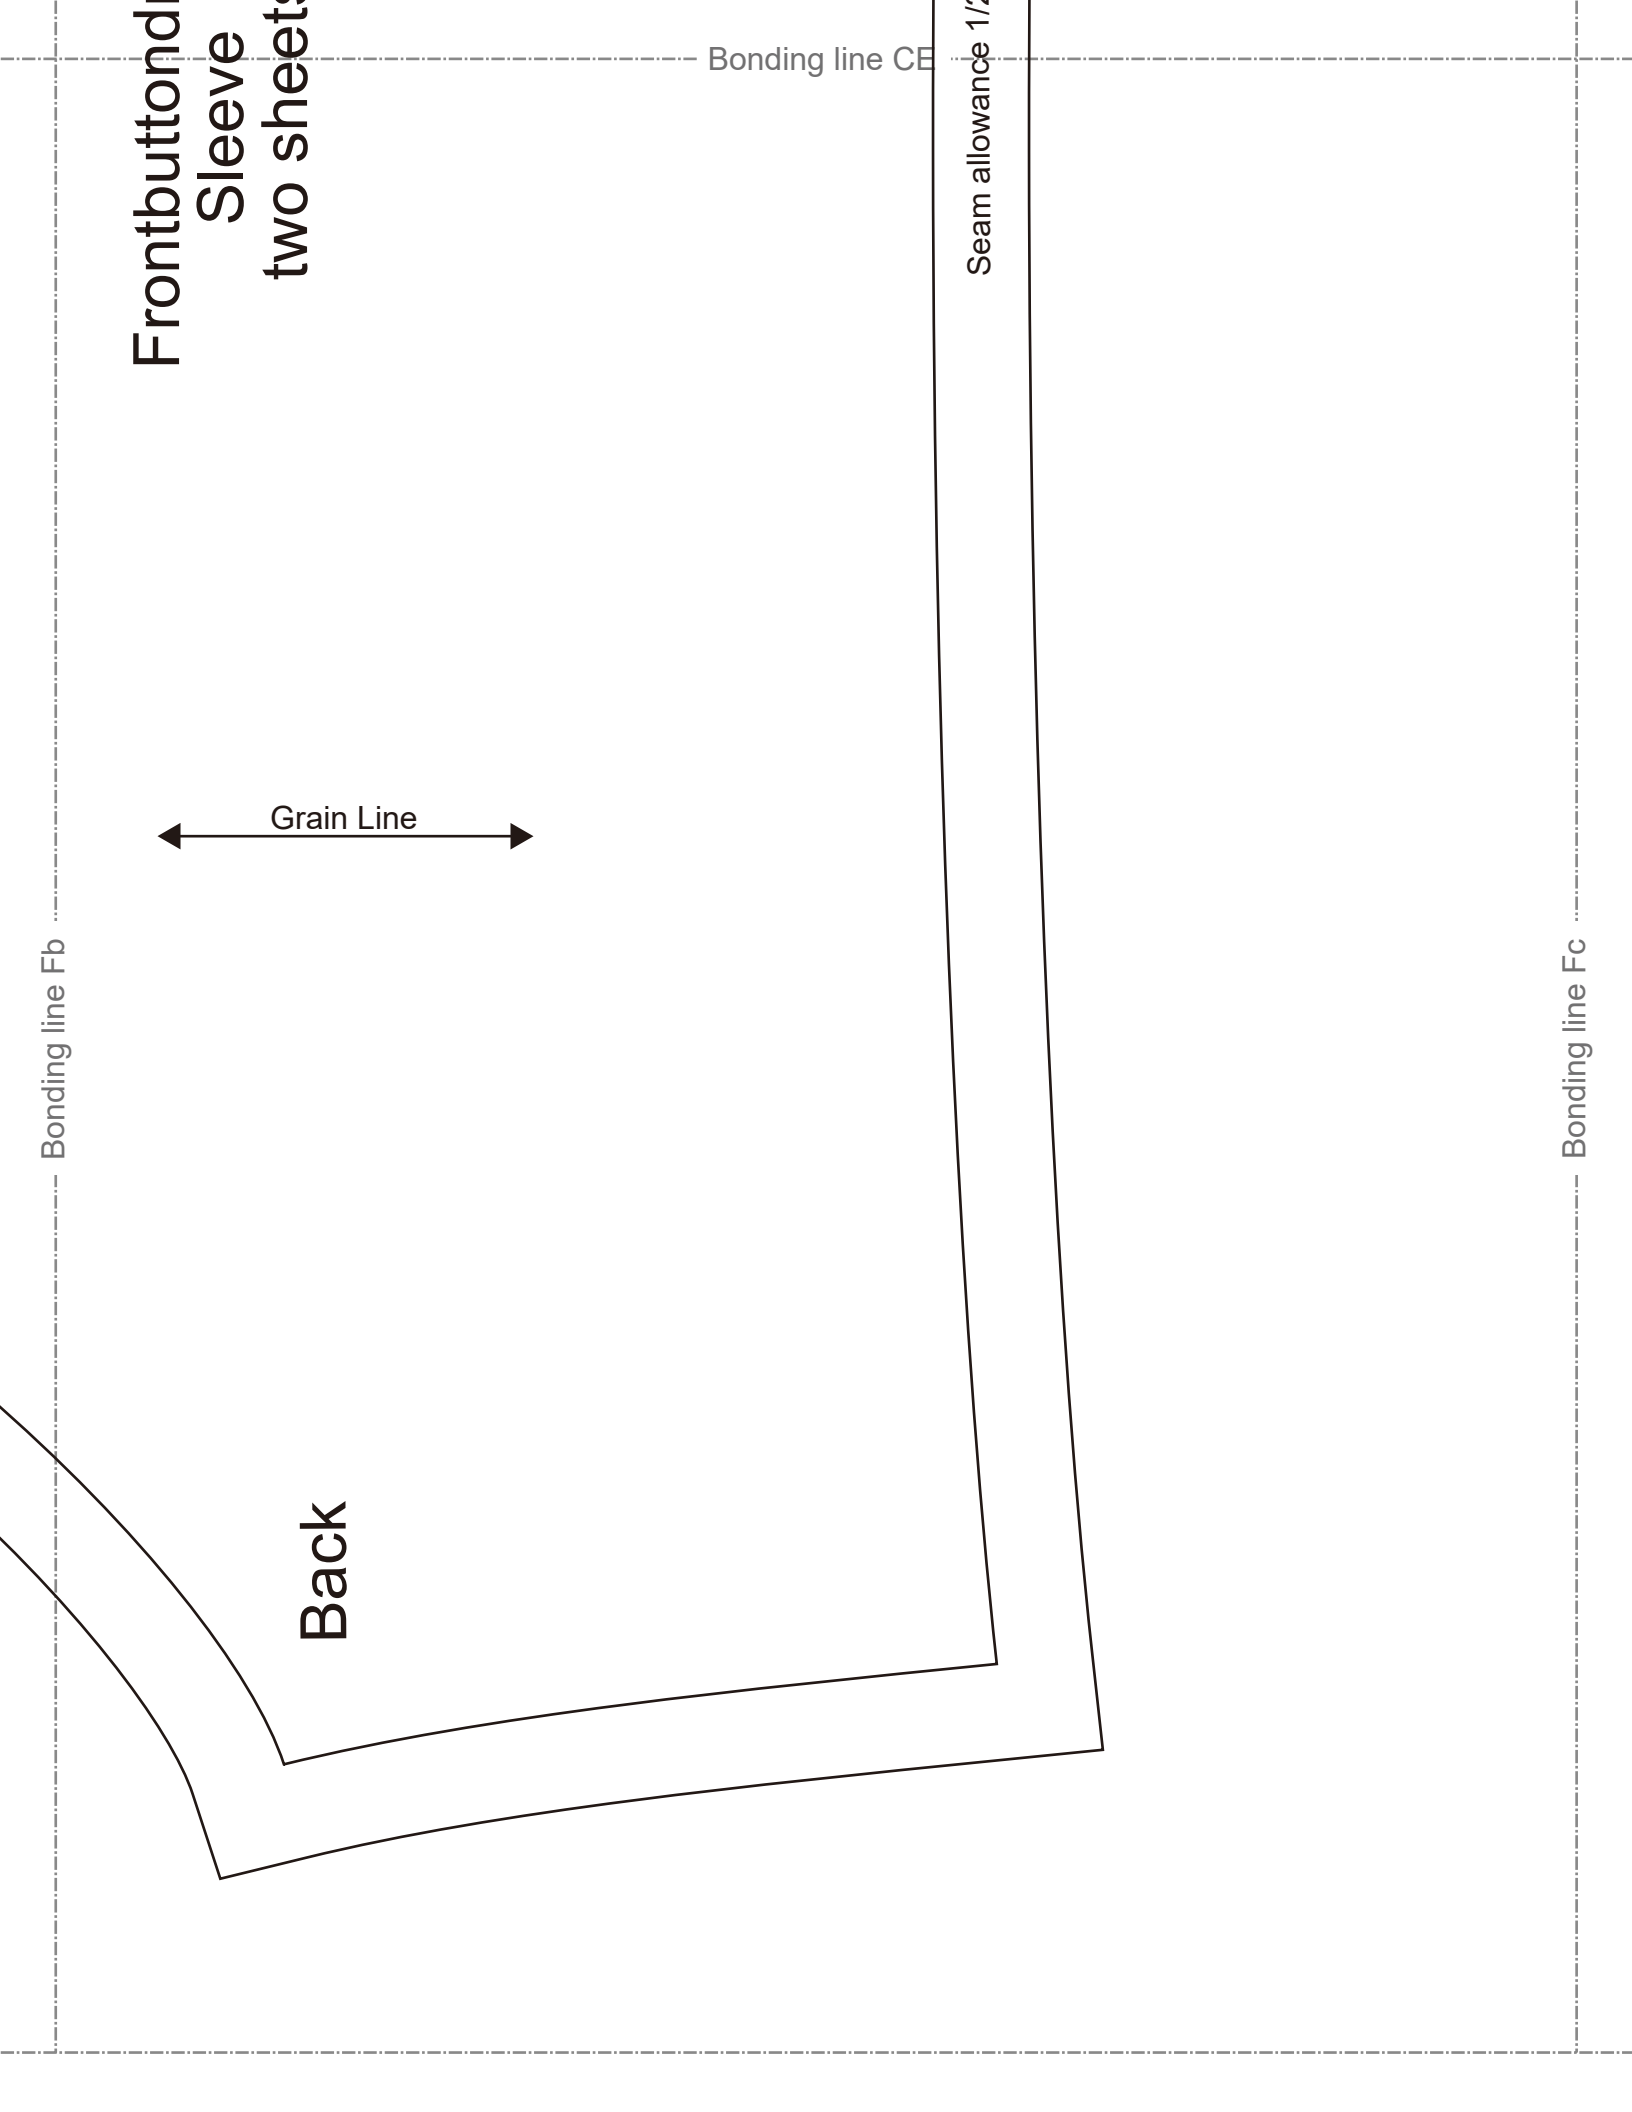 Bonding line CE
Frontbuttond
Sleeve
two sheets
Seam allowance 1/2
Grain Line
Bonding line Fb
Bonding line Fc
Back